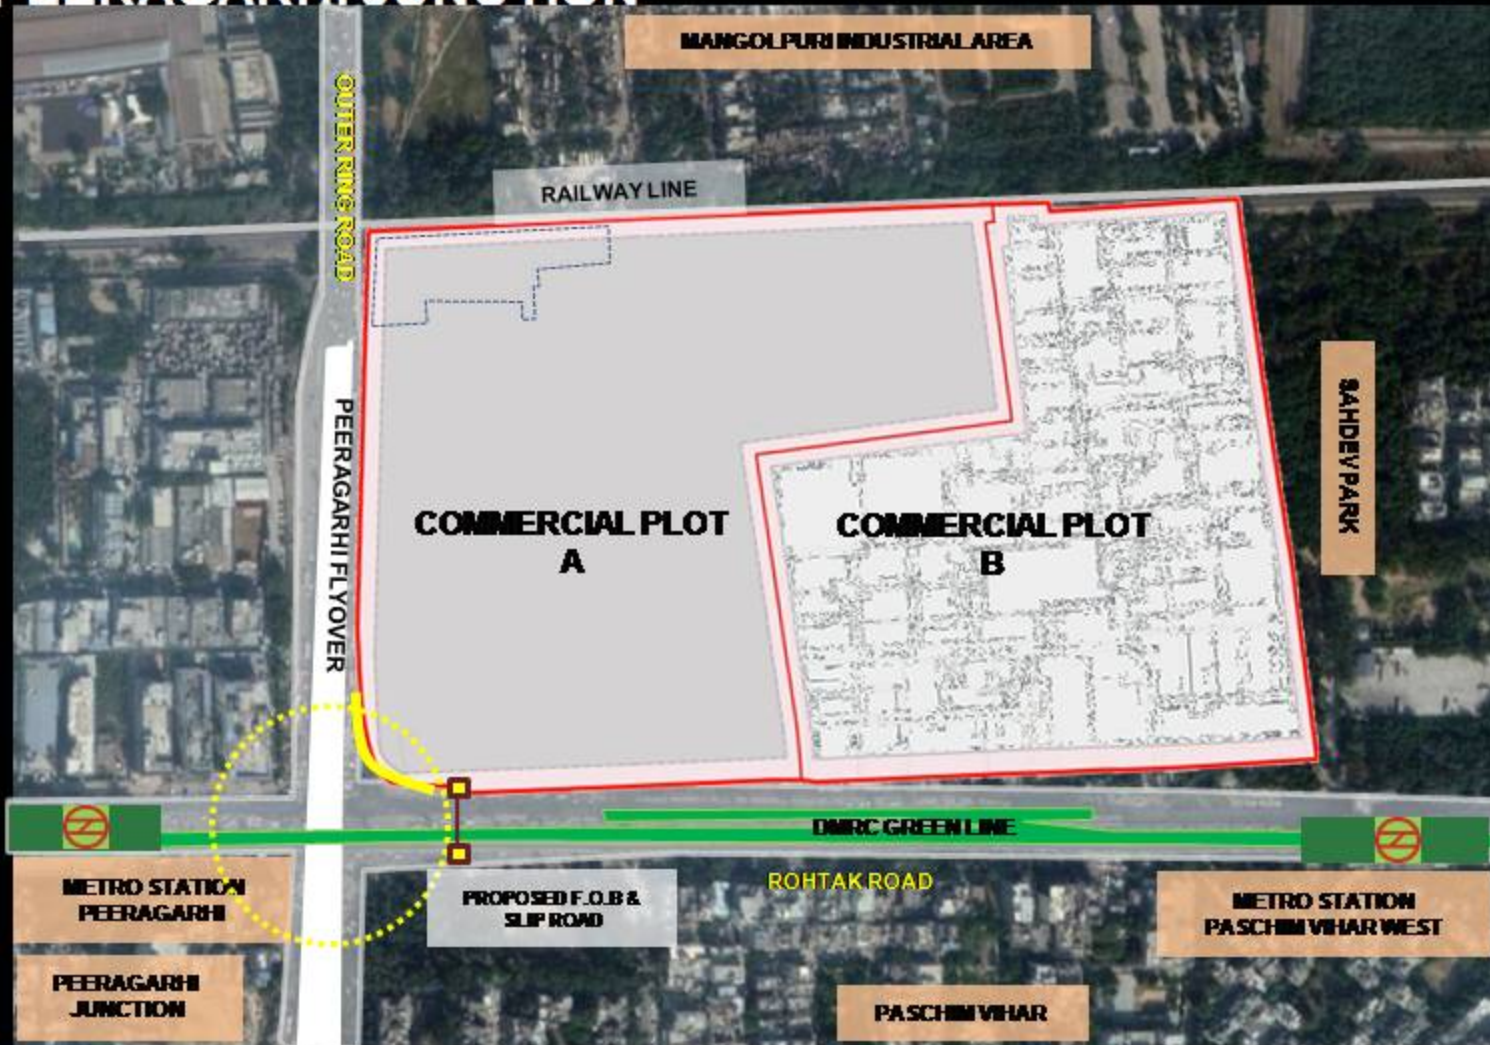 MANGOLPURI INDUSTRIAL AREA
OUTER RING ROAD
RAILWAY LINE
PEERAGARHI FLYOVER
SAHDEV PARK
COMMERCIAL PLOT
A
COMMERCIAL PLOT
B
DMRC GREEN LINE
ROHTAK ROAD
METRO STATION
PEERAGARHI
PROPOSED F.O.B &
SLIP ROAD
METRO STATION
PASCHIM VIHAR WEST
PEERAGARHI
JUNCTION
PASCHIM VIHAR